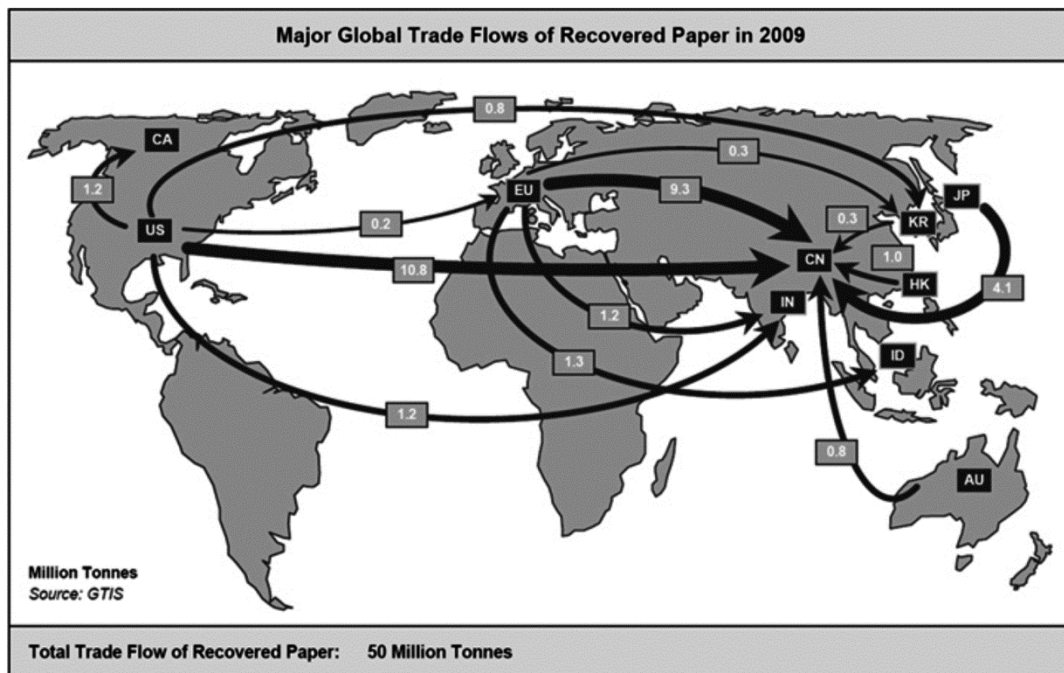 Major Global Trade Flows of Recovered Paper in 2009
0.8
CA
0.3
1.2
EU
9.3
JP
0.2
KR
US
0.3
CN
1.0
10.8
HK
4.1
IN
1.2
ID
1.3
1.2
0.8
AU
Million Tonnes
Source: GTIS
Total Trade Flow of Recovered Paper: 50 Million Tonnes